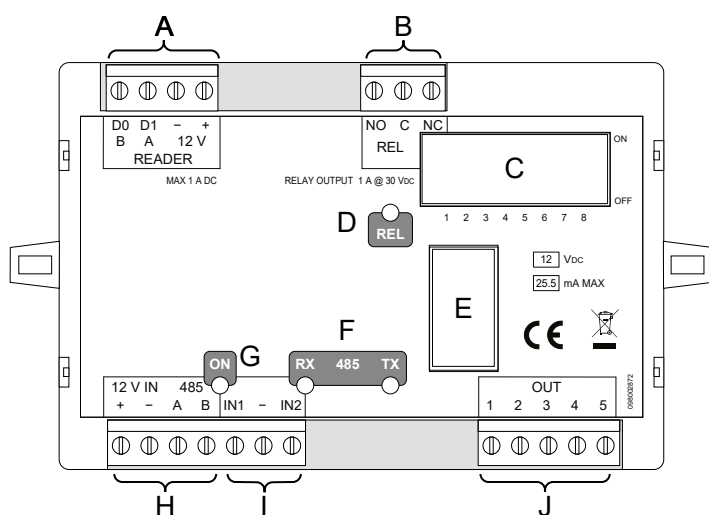 A
B
D0 D1 – +
B A 12 V
READER
MAX 1 A DC
NO C NC
REL
RELAY OUTPUT 1 A @ 30 VDC
C
ON
OFF
1 2 3 4 5 6 7 8
D
REL
E
12 VDC
25.5 mA MAX
CE
F
G
ON
RX 485 TX
12 V IN 485
+ – A B
IN1 – IN2
OUT
1 2 3 4 5
098002872
H
I
J